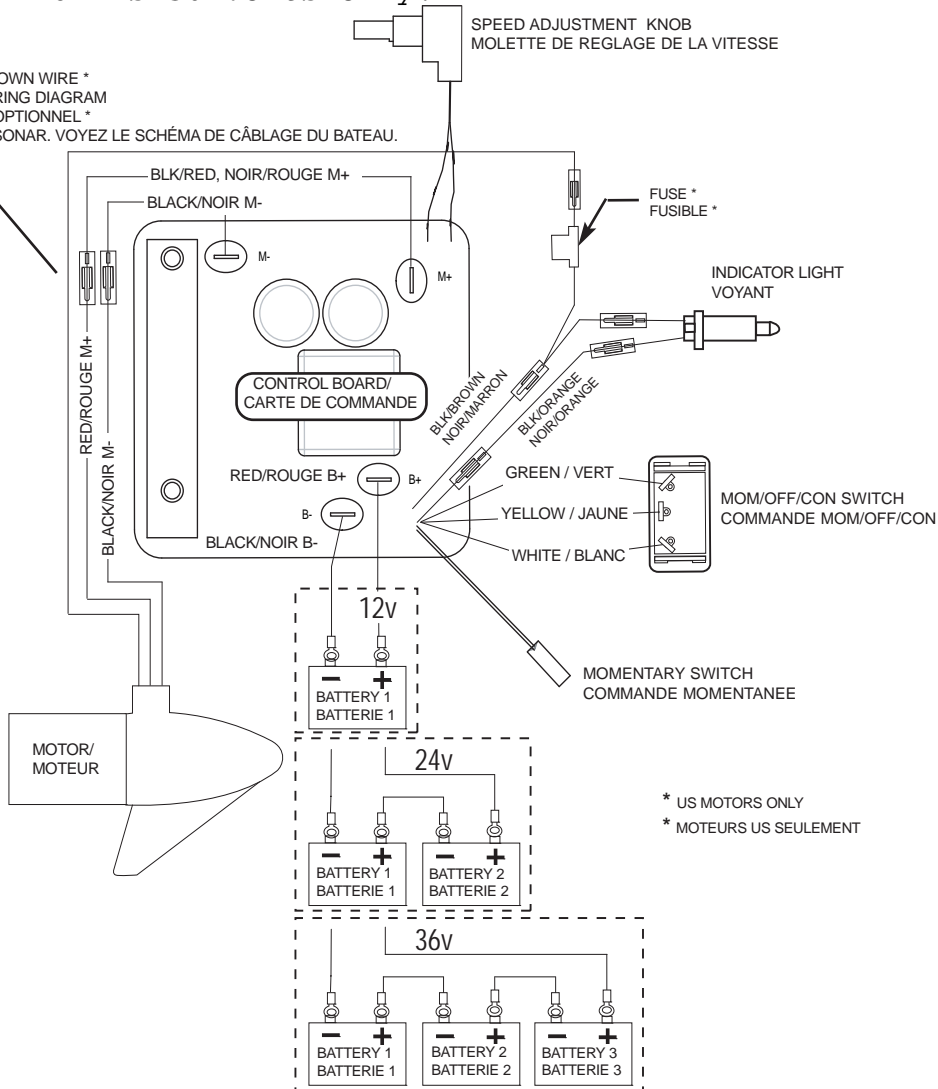 SPEED ADJUSTMENT KNOB
MOLETTE DE REGLAGE DE LA VITESSE
OWN WIRE *
RING DIAGRAM
OPTIONNEL *
SONAR. VOYEZ LE SCHÉMA DE CÂBLAGE DU BATEAU.
BLK/RED, NOIR/ROUGE M+
BLACK/NOIR M-
FUSE *
FUSIBLE *
M-
M+
INDICATOR LIGHT
VOYANT
RED/ROUGE M+
BLACK/NOIR M-
CONTROL BOARD/
CARTE DE COMMANDE
BLK/BROWN
NOIR/MARRON
BLK/ORANGE
NOIR/ORANGE
RED/ROUGE B+
B+
B-
BLACK/NOIR B-
GREEN / VERT
YELLOW / JAUNE
WHITE / BLANC
MOM/OFF/CON SWITCH
COMMANDE MOM/OFF/CON
12v
- +
BATTERY 1
BATTERIE 1
MOMENTARY SWITCH
COMMANDE MOMENTANEE
MOTOR/
MOTEUR
24v
- + - +
BATTERY 1 BATTERY 2
BATTERIE 1 BATTERIE 2
* US MOTORS ONLY
* MOTEURS US SEULEMENT
36v
- + - + - +
BATTERY 1 BATTERY 2 BATTERY 3
BATTERIE 1 BATTERIE 2 BATTERIE 3